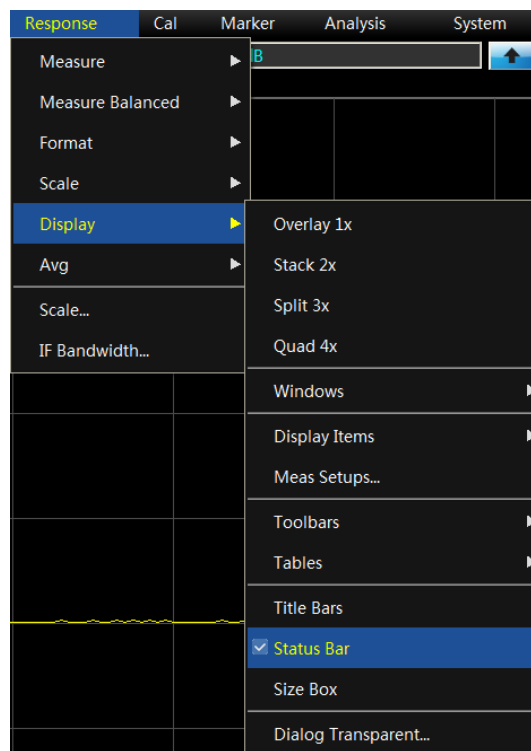 Response Cal Marker Analysis System
Measure
Measure Balanced
Format
Scale
Display
Avg
Scale...
IF Bandwidth...
Overlay 1x
Stack 2x
Split 3x
Quad 4x
Windows
Display Items
Meas Setups...
Toolbars
Tables
Title Bars
Status Bar
Size Box
Dialog Transparent...